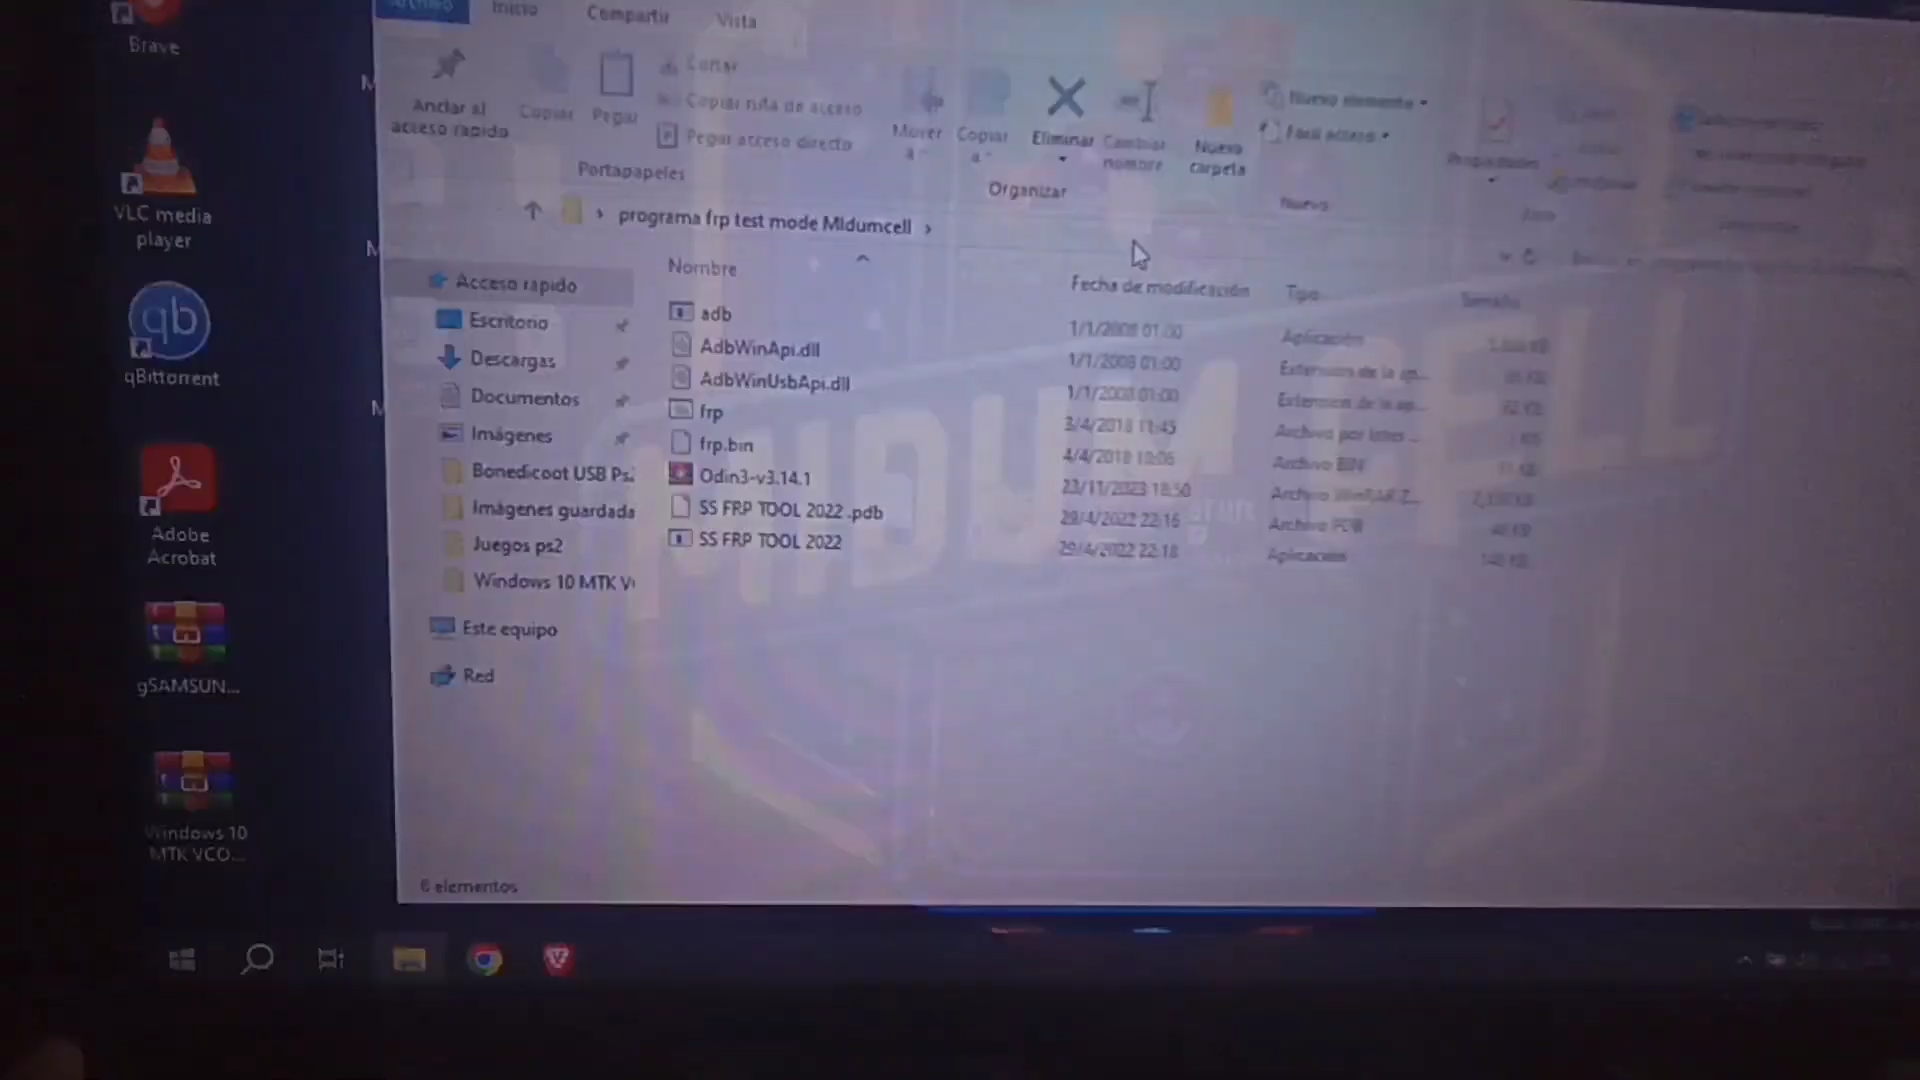 Brave
VLC media
player
qBittorrent
Adobe
Acrobat
gSAMSUN...
Windows 10
MTK VCO...
Archivo
Inicio
Compartir
Vista
Anclar al
acceso rápido
Copiar
Pegar
Cortar
Copiar ruta de acceso
Pegar acceso directo
Portapapeles
Mover
a
Copiar
a
Eliminar
Cambiar
nombre
Organizar
Nueva
carpeta
Nuevo elemento
Fácil acceso
Nuevo
Propiedades
programa frp test mode MIdumcell
Acceso rápido
Escritorio
Descargas
Documentos
Imágenes
Bonedicoot USB Ps
Imágenes guardada
Juegos ps2
Windows 10 MTK V
Este equipo
Red
Nombre
Fecha de modificación
Tipo
Tamaño
adb
1/1/2008 01:00
Aplicación
AdbWinApi.dll
1/1/2008 01:00
Extensión de la ap...
AdbWinUsbApi.dll
1/1/2008 01:00
Extensión de la ap...
frp
3/4/2018 11:45
Archivo por lotes ...
frp.bin
4/4/2018 10:06
Archivo BIN
Odin3-v3.14.1
23/11/2023 18:50
Archivo WinRAR Z...
SS FRP TOOL 2022 .pdb
29/4/2022 22:16
Archivo PDB
SS FRP TOOL 2022
29/4/2022 22:18
Aplicación
MIDUM CELL
6 elementos